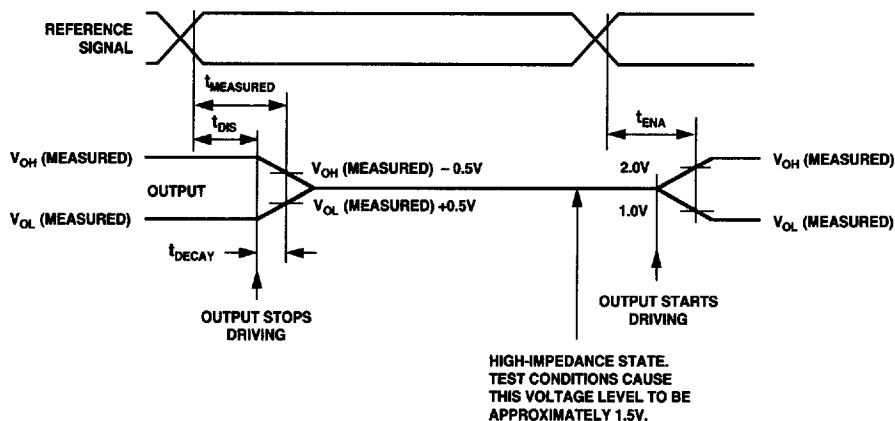 REFERENCE
SIGNAL
tMEASURED
tDIS
tENA
VOH (MEASURED)
VOH (MEASURED) – 0.5V
2.0V
VOH (MEASURED)
OUTPUT
VOL (MEASURED)
VOL (MEASURED) +0.5V
1.0V
VOL (MEASURED)
tDECAY
OUTPUT STOPS
DRIVING
OUTPUT STARTS
DRIVING
HIGH-IMPEDANCE STATE.
TEST CONDITIONS CAUSE
THIS VOLTAGE LEVEL TO BE
APPROXIMATELY 1.5V.